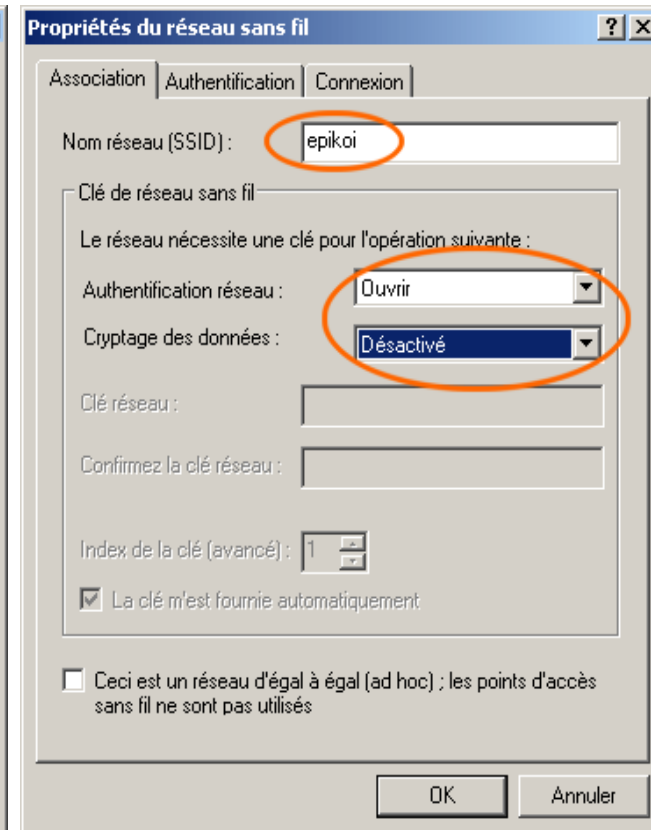 Propriétés du réseau sans fil
Association Authentification Connexion
Nom réseau (SSID) : epikoi
Clé de réseau sans fil
Le réseau nécessite une clé pour l'opération suivante :
Authentification réseau : Ouvrir
Cryptage des données : Désactivé
Clé réseau :
Confirmez la clé réseau :
Index de la clé (avancé) : 1
La clé m'est fournie automatiquement
Ceci est un réseau d'égal à égal (ad hoc) ; les points d'accès
sans fil ne sont pas utilisés
OK Annuler